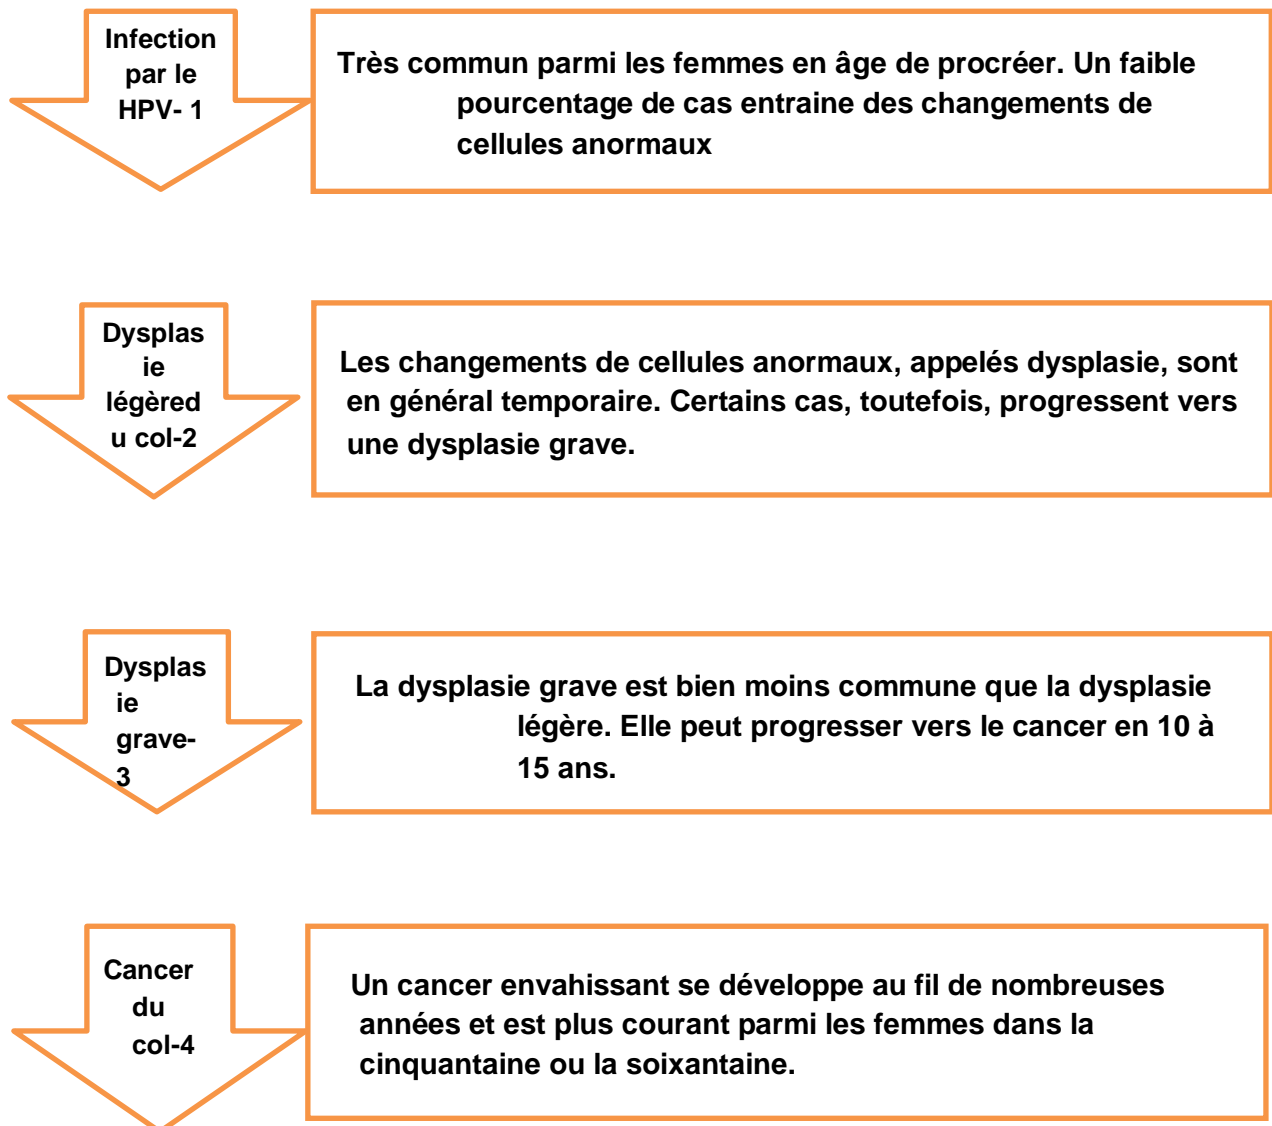 Infection
par le
HPV- 1
Très commun parmi les femmes en âge de procréer. Un faible
pourcentage de cas entraine des changements de
cellules anormaux
Dysplas
ie
légèred
u col-2
Les changements de cellules anormaux, appelés dysplasie, sont
en général temporaire. Certains cas, toutefois, progressent vers
une dysplasie grave.
Dysplas
ie
grave-
3
La dysplasie grave est bien moins commune que la dysplasie
légère. Elle peut progresser vers le cancer en 10 à
15 ans.
Cancer
du
col-4
Un cancer envahissant se développe au fil de nombreuses
années et est plus courant parmi les femmes dans la
cinquantaine ou la soixantaine.